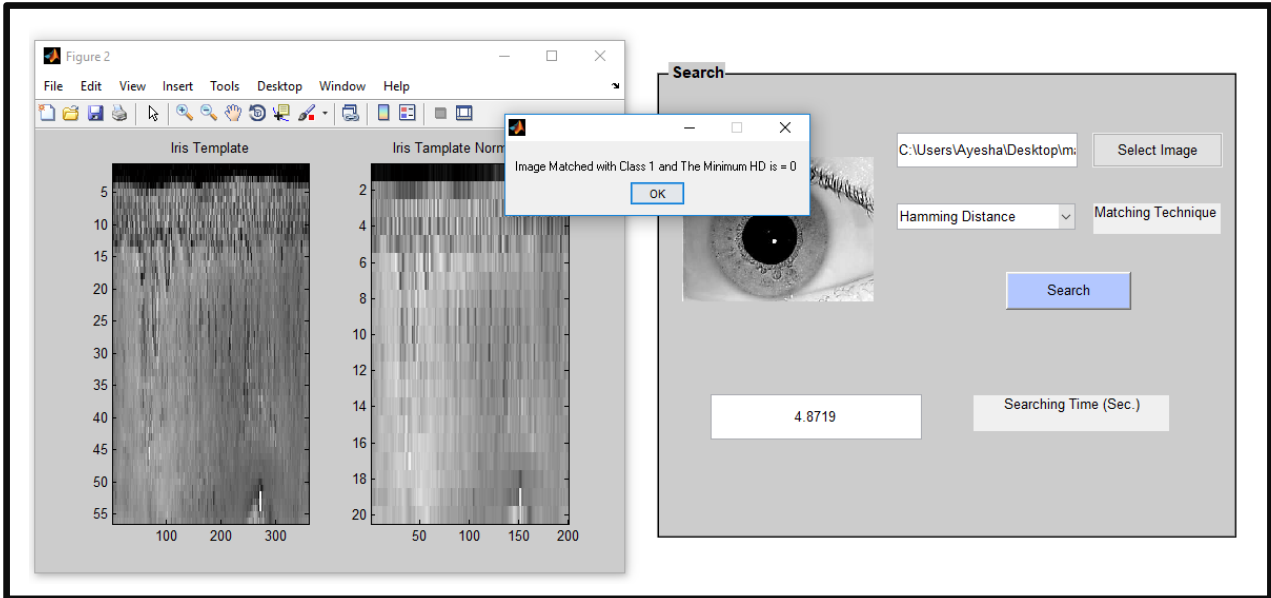 Figure 2
File Edit View Insert Tools Desktop Window Help
Iris Template
5
10
15
20
25
30
35
40
45
50
55
100 200 300
Iris Tamplate Norm
2
4
6
8
10
12
14
16
18
20
50 100 150 200
Image Matched with Class 1 and The Minimum HD is = 0
OK
Search
C:\Users\Ayesha\Desktop\m
Select Image
Hamming Distance
Matching Technique
Search
4.8719
Searching Time (Sec.)